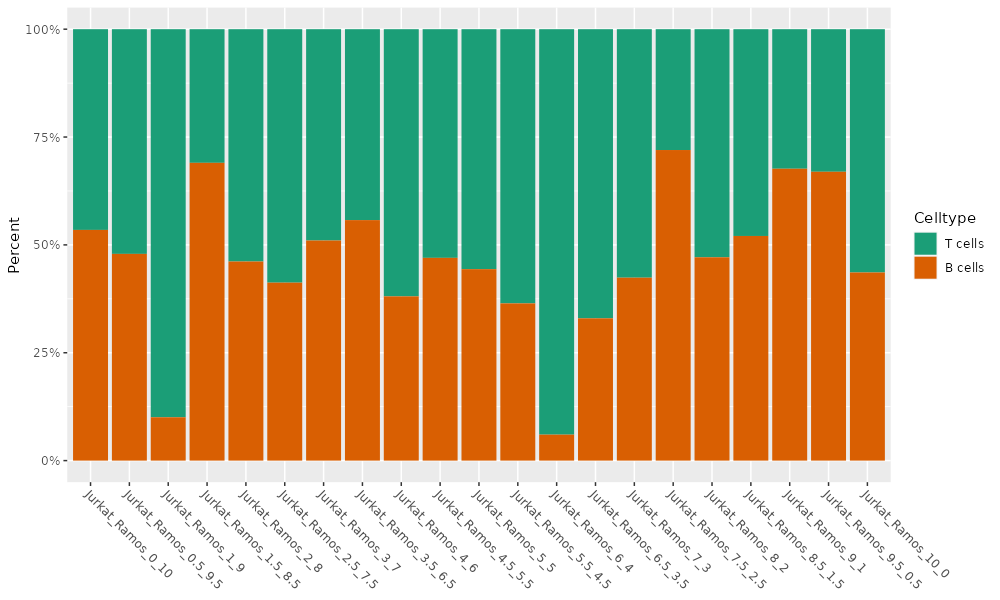 100%
75%
50%
25%
0%
Percent
Jurkat_Ramos_0_10
Jurkat_Ramos_0.5_9.5
Jurkat_Ramos_1_9
Jurkat_Ramos_1.5_8.5
Jurkat_Ramos_2_8
Jurkat_Ramos_2.5_7.5
Jurkat_Ramos_3_7
Jurkat_Ramos_3.5_6.5
Jurkat_Ramos_4_6
Jurkat_Ramos_4.5_5.5
Jurkat_Ramos_5_5
Jurkat_Ramos_5.5_4.5
Jurkat_Ramos_6_4
Jurkat_Ramos_6.5_3.5
Jurkat_Ramos_7_3
Jurkat_Ramos_7.5_2.5
Jurkat_Ramos_8_2
Jurkat_Ramos_8.5_1.5
Jurkat_Ramos_9_1
Jurkat_Ramos_9.5_0.5
Jurkat_Ramos_10_0
Celltype
T cells
B cells